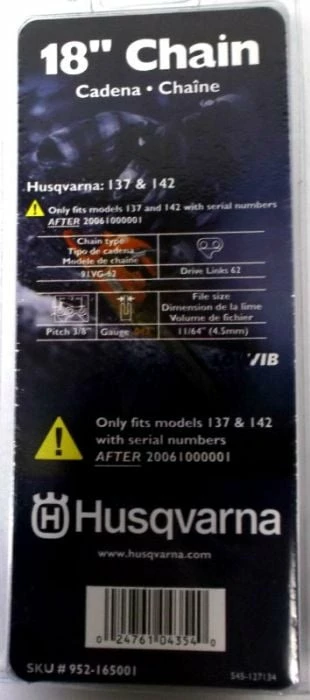 18" Chain
Cadena • Chaîne
Husqvarna: 137 & 142
Only fits models 137 and 142 with serial numbers
AFTER 20061000001
Chain type
Tipo de cadena
Modèle de chaîne
91VG-62
Drive Links 62
File size
Dimension de la lime
Volume de fichier
Pitch 3/8"
Gauge
11/64" (4.5mm)
/VIB
Only fits models 137 & 142
with serial numbers
AFTER 20061000001
H Husqvarna
www.husqvarna.com
0 24761 04354 0
SKU # 952-165001
545-127134